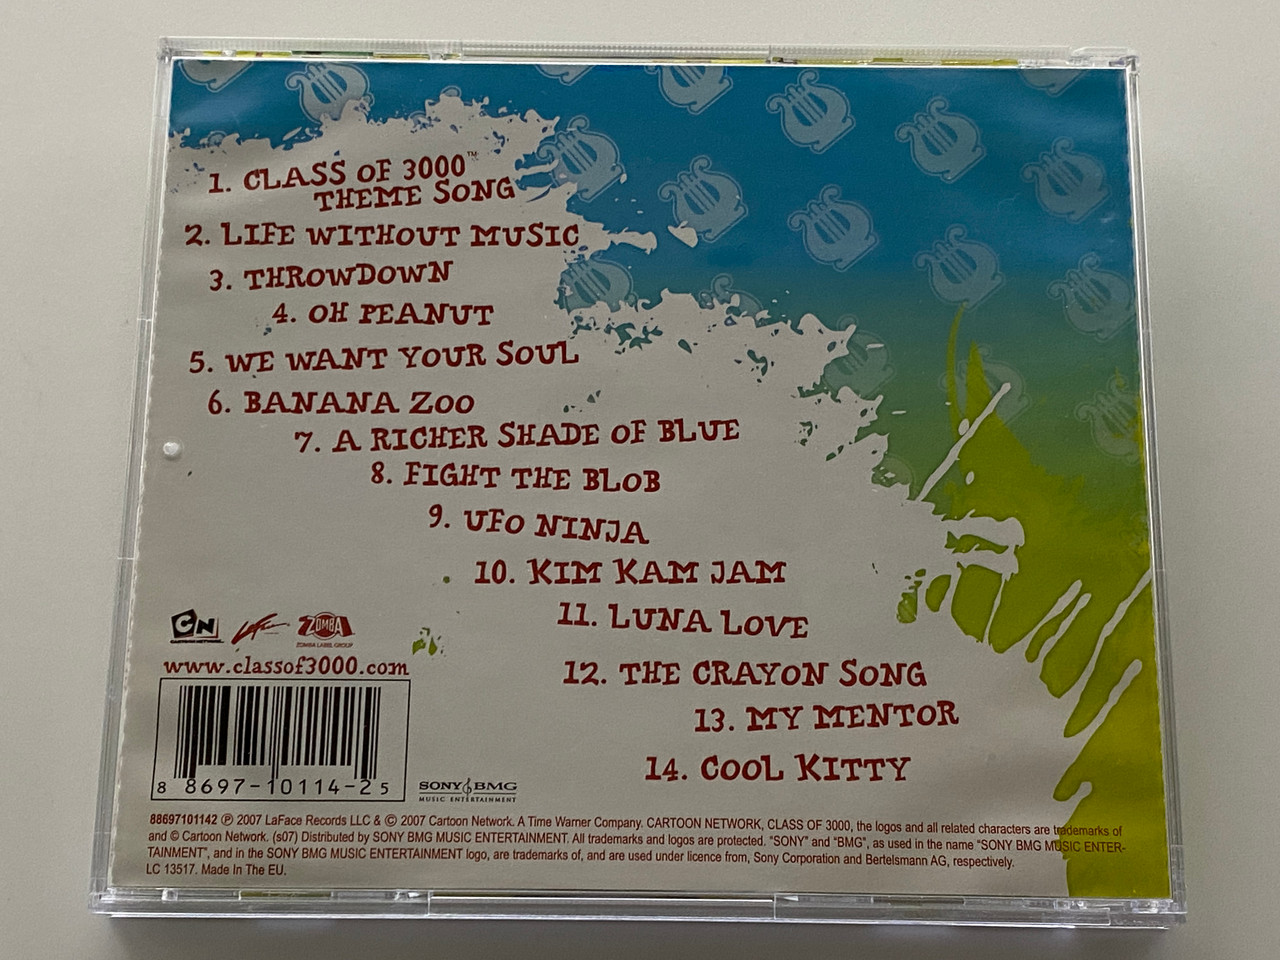 1. CLASS OF 3000™
THEME SONG
2. LIFE WITHOUT MUSIC
3. THROWDOWN
4. OH PEANUT
5. WE WANT YOUR SOUL
6. BANANA ZOO
7. A RICHER SHADE OF BLUE
8. FIGHT THE BLOB
9. UFO NINJA
10. KIM KAM JAM
11. LUNA LOVE
12. THE CRAYON SONG
13. MY MENTOR
14. COOL KITTY
CN
ZOMBA
ZOMBA LABEL GROUP
www.classof3000.com
8 8697-10114-2 5
SONY BMG
MUSIC ENTERTAINMENT
88697101142 ℗ 2007 LaFace Records LLC & © 2007 Cartoon Network. A Time Warner Company. CARTOON NETWORK, CLASS OF 3000, the logos and all related characters are trademarks of
and © Cartoon Network. (s07) Distributed by SONY BMG MUSIC ENTERTAINMENT. All trademarks and logos are protected. "SONY" and "BMG", as used in the name "SONY BMG MUSIC ENTER-
TAINMENT", and in the SONY BMG MUSIC ENTERTAINMENT logo, are trademarks of, and are used under licence from, Sony Corporation and Bertelsmann AG, respectively.
LC 13517. Made In The EU.